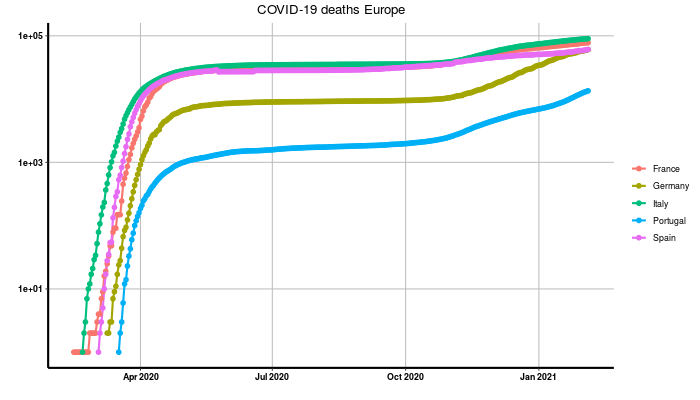 COVID-19 deaths Europe
1e+05
1e+03
1e+01
Apr 2020
Jul 2020
Oct 2020
Jan 2021
France
Germany
Italy
Portugal
Spain